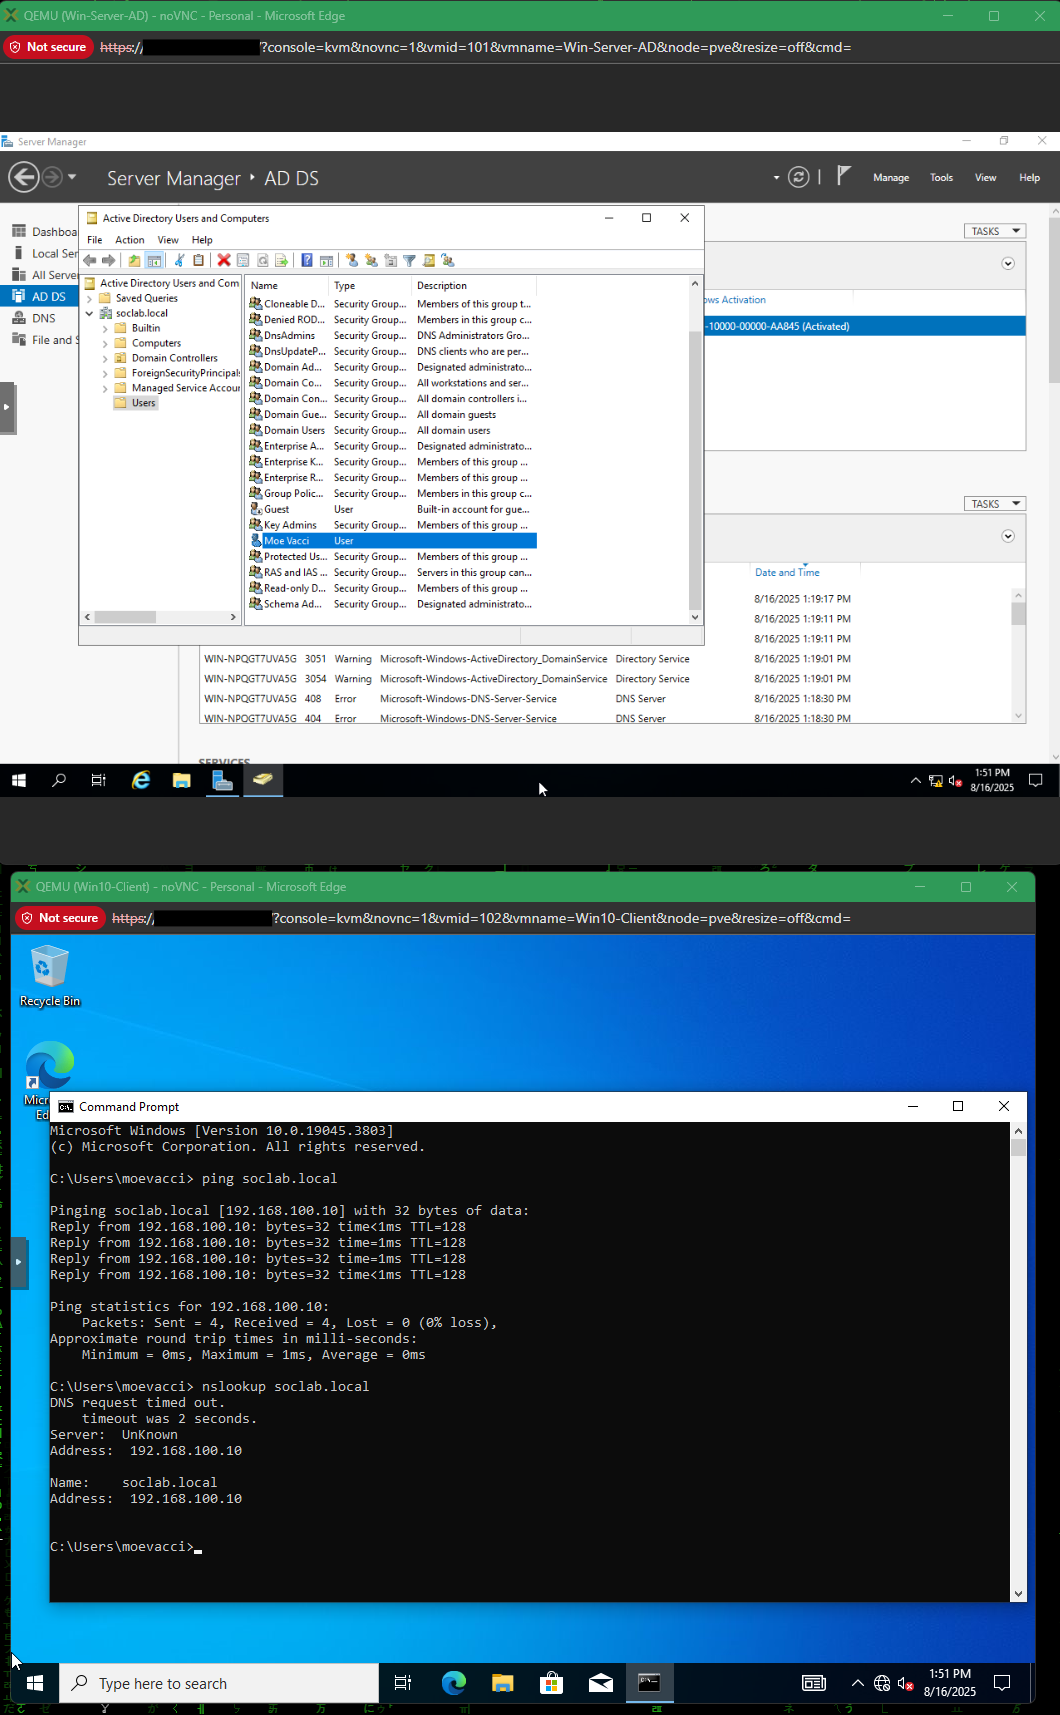 QEMU (Win-Server-AD) - noVNC - Personal - Microsoft Edge
Not secure https:// ?console=kvm&novnc=1&vmid=101&vmname=Win-Server-AD&node=pve&resize=off&cmd=
Server Manager
Server Manager • AD DS
Manage Tools View Help
Dashboa
Local Ser
All Server
AD DS
DNS
File and S
Active Directory Users and Computers
File Action View Help
Active Directory Users and Com
Saved Queries
soclab.local
Builtin
Computers
Domain Controllers
ForeignSecurityPrincipals
Managed Service Accour
Users
Name Type Description
Cloneable D... Security Group... Members of this group t...
Denied ROD... Security Group... Members in this group c...
DnsAdmins Security Group... DNS Administrators Gro...
DnsUpdateP... Security Group... DNS clients who are per...
Domain Ad... Security Group... Designated administrato...
Domain Co... Security Group... All workstations and ser...
Domain Con... Security Group... All domain controllers i...
Domain Gue... Security Group... All domain guests
Domain Users Security Group... All domain users
Enterprise A... Security Group... Designated administrato...
Enterprise K... Security Group... Members of this group ...
Enterprise R... Security Group... Members of this group ...
Group Polic... Security Group... Members in this group c...
Guest User Built-in account for gue...
Key Admins Security Group... Members of this group ...
Moe Vacci User
Protected Us... Security Group... Members of this group ...
RAS and IAS ... Security Group... Servers in this group can...
Read-only D... Security Group... Members of this group ...
Schema Ad... Security Group... Designated administrato...
TASKS
ows Activation
-10000-00000-AA845 (Activated)
TASKS
Date and Time
8/16/2025 1:19:17 PM
8/16/2025 1:19:11 PM
8/16/2025 1:19:11 PM
WIN-NPQGT7UVA5G 3051 Warning Microsoft-Windows-ActiveDirectory_DomainService Directory Service 8/16/2025 1:19:01 PM
WIN-NPQGT7UVA5G 3054 Warning Microsoft-Windows-ActiveDirectory_DomainService Directory Service 8/16/2025 1:19:01 PM
WIN-NPQGT7UVA5G 408 Error Microsoft-Windows-DNS-Server-Service DNS Server 8/16/2025 1:18:30 PM
WIN-NPQGT7UVA5G 404 Error Microsoft-Windows-DNS-Server-Service DNS Server 8/16/2025 1:18:30 PM
SERVICES
1:51 PM
8/16/2025
QEMU (Win10-Client) - noVNC - Personal - Microsoft Edge
Not secure https:// ?console=kvm&novnc=1&vmid=102&vmname=Win10-Client&node=pve&resize=off&cmd=
Recycle Bin
Micr
Ed
Command Prompt
Microsoft Windows [Version 10.0.19045.3803]
(c) Microsoft Corporation. All rights reserved.
C:\Users\moevacci> ping soclab.local
Pinging soclab.local [192.168.100.10] with 32 bytes of data:
Reply from 192.168.100.10: bytes=32 time<1ms TTL=128
Reply from 192.168.100.10: bytes=32 time=1ms TTL=128
Reply from 192.168.100.10: bytes=32 time=1ms TTL=128
Reply from 192.168.100.10: bytes=32 time<1ms TTL=128
Ping statistics for 192.168.100.10:
Packets: Sent = 4, Received = 4, Lost = 0 (0% loss),
Approximate round trip times in milli-seconds:
Minimum = 0ms, Maximum = 1ms, Average = 0ms
C:\Users\moevacci> nslookup soclab.local
DNS request timed out.
timeout was 2 seconds.
Server: UnKnown
Address: 192.168.100.10
Name: soclab.local
Address: 192.168.100.10
C:\Users\moevacci>
Type here to search
1:51 PM
8/16/2025